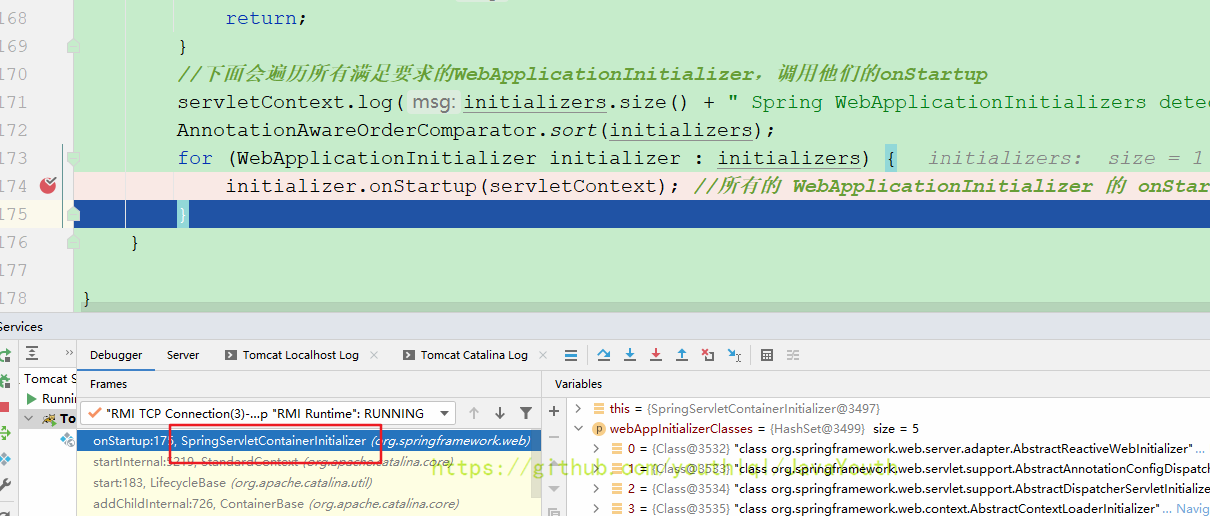 168 return;
169 }
170 //下面会遍历所有满足要求的WebApplicationInitializer，调用他们的onStartup
171 servletContext.log( msg: initializers.size() + " Spring WebApplicationInitializers dete
172 AnnotationAwareOrderComparator.sort(initializers);
173 for (WebApplicationInitializer initializer : initializers) { initializers: size = 1
174 initializer.onStartup(servletContext); //所有的 WebApplicationInitializer 的 onStar
175 }
176 }
177
178 }
Services
Debugger Server Tomcat Localhost Log Tomcat Catalina Log
Tomcat S
Runnin
To
Frames
"RMI TCP Connection(3)-...p "RMI Runtime": RUNNING
onStartup:175, SpringServletContainerInitializer (org.springframework.web)
startInternal:5219, StandardContext (org.apache.catalina.core)
start:183, LifecycleBase (org.apache.catalina.util)
addChildInternal:726, ContainerBase (org.apache.catalina.core)
Variables
this = {SpringServletContainerInitializer@3497}
webAppInitializerClasses = {HashSet@3499} size = 5
0 = {Class@3532} "class org.springframework.web.server.adapter.AbstractReactiveWebInitializer"...
1 = {Class@3533} "class org.springframework.web.servlet.support.AbstractAnnotationConfigDispatch
2 = {Class@3534} "class org.springframework.web.servlet.support.AbstractDispatcherServletInitialize
3 = {Class@3535} "class org.springframework.web.context.AbstractContextLoaderInitializer" ... Navig